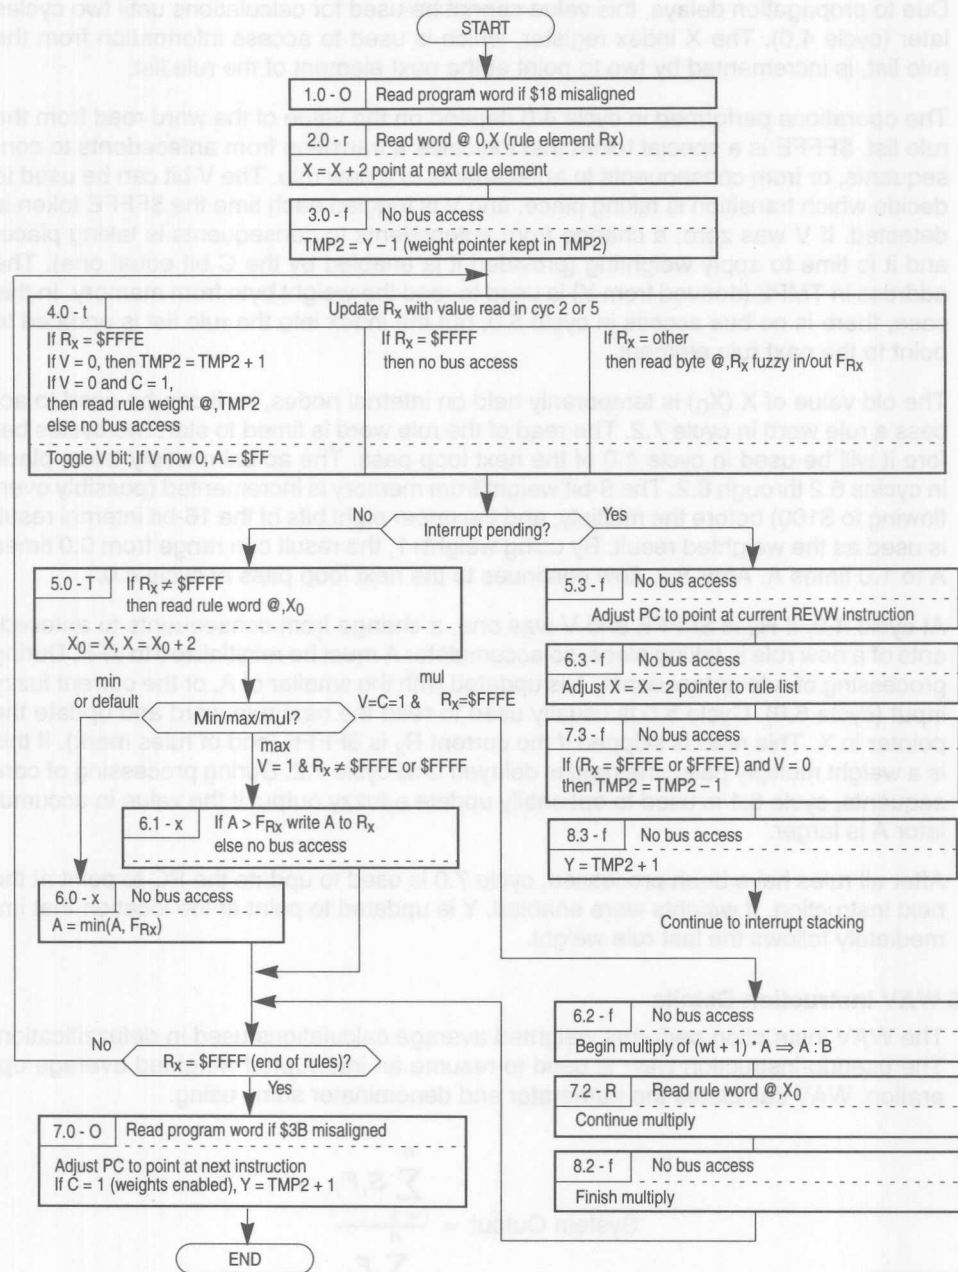 START
1.0 - O Read program word if $18 misaligned
2.0 - r Read word @ 0,X (rule element Rx)
X = X + 2 point at next rule element
3.0 - f No bus access
TMP2 = Y – 1 (weight pointer kept in TMP2)
4.0 - t Update Rx with value read in cyc 2 or 5
If Rx = $FFFE
If V = 0, then TMP2 = TMP2 + 1
If V = 0 and C = 1,
then read rule weight @,TMP2
else no bus access
If Rx = $FFFF
then no bus access
If Rx = other
then read byte @,Rx fuzzy in/out FRx
Toggle V bit; If V now 0, A = $FF
No
Interrupt pending?
Yes
5.0 - T If Rx ≠ $FFFF
then read rule word @,X0
X0 = X; X = X0 + 2
5.3 - f No bus access
Adjust PC to point at current REVW instruction
6.3 - f No bus access
Adjust X = X – 2 pointer to rule list
7.3 - f No bus access
If (Rx = $FFFE or $FFFF) and V = 0
then TMP2 = TMP2 – 1
8.3 - f No bus access
Y = TMP2 + 1
Continue to interrupt stacking
min
or default
Min/max/mul?
mul
V=C=1 & Rx=$FFFE
max
V = 1 & Rx ≠ $FFFE or $FFFF
6.1 - x If A > FRx write A to Rx
else no bus access
6.0 - x No bus access
A = min(A, FRx)
6.2 - f No bus access
Begin multiply of (wt + 1) * A ⇒ A : B
7.2 - R Read rule word @,X0
Continue multiply
8.2 - f No bus access
Finish multiply
No
Rx = $FFFF (end of rules)?
Yes
7.0 - O Read program word if $3B misaligned
Adjust PC to point at next instruction
If C = 1 (weights enabled), Y = TMP2 + 1
END